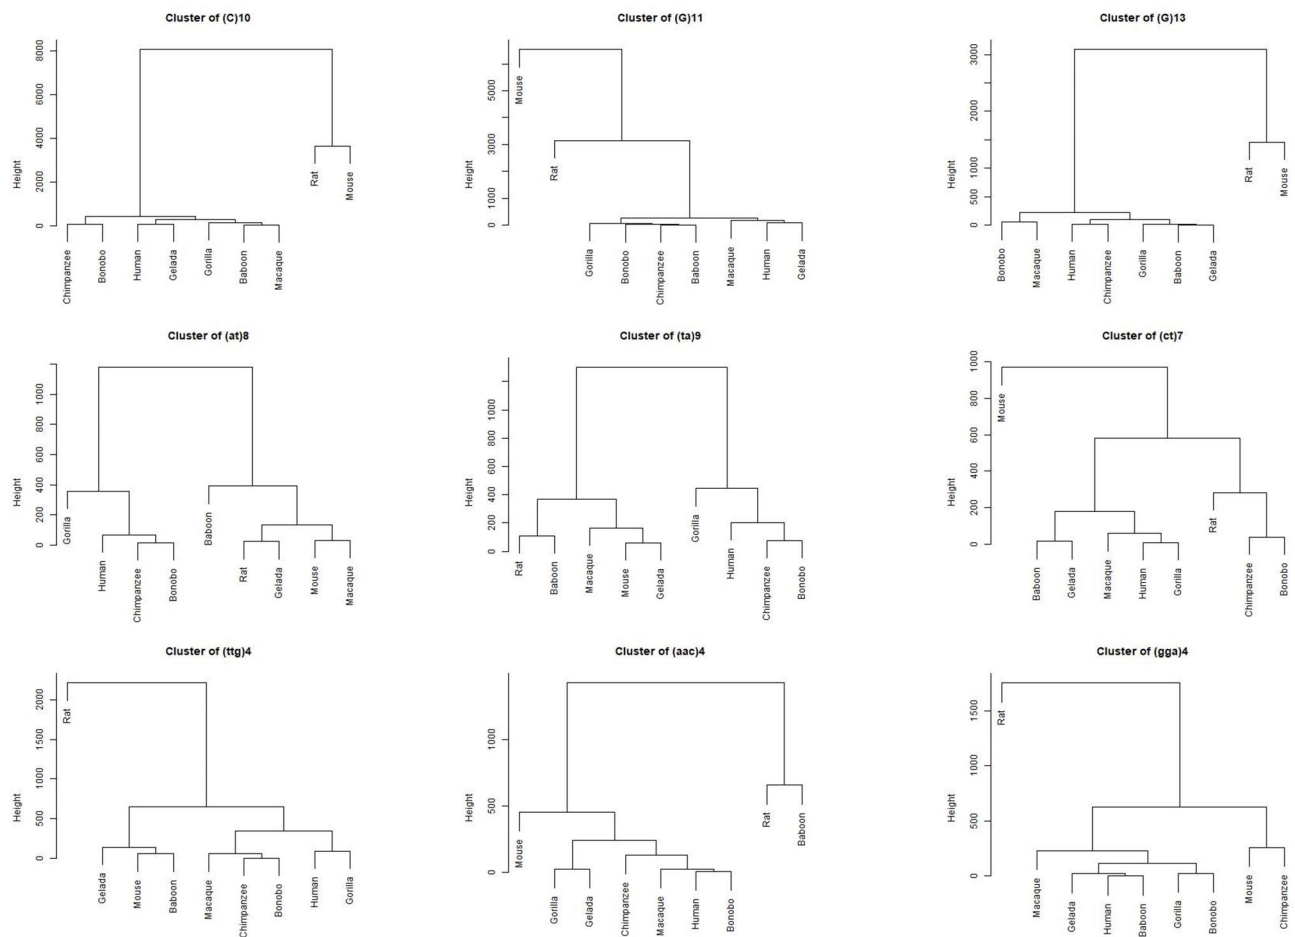 Cluster of (C)10
Height
0
2000
4000
6000
8000
Chimpanzee
Bonobo
Human
Gelada
Gorilla
Baboon
Macaque
Rat
Mouse
Cluster of (G)11
Height
0
1000
3000
5000
Mouse
Rat
Gorilla
Bonobo
Chimpanzee
Baboon
Macaque
Human
Gelada
Cluster of (G)13
Height
0
500
1000
2000
3000
Bonobo
Macaque
Human
Chimpanzee
Gorilla
Baboon
Gelada
Rat
Mouse
Cluster of (at)8
Height
0
200
400
600
800
1000
Gorilla
Human
Chimpanzee
Bonobo
Baboon
Rat
Gelada
Mouse
Macaque
Cluster of (ta)9
Height
0
200
400
600
800
1000
Rat
Baboon
Macaque
Mouse
Gelada
Gorilla
Human
Chimpanzee
Bonobo
Cluster of (ct)7
Height
0
200
400
600
800
1000
Mouse
Baboon
Gelada
Macaque
Human
Gorilla
Rat
Chimpanzee
Bonobo
Cluster of (ttg)4
Height
0
500
1000
1500
2000
Rat
Gelada
Mouse
Baboon
Macaque
Chimpanzee
Bonobo
Human
Gorilla
Cluster of (aac)4
Height
0
500
1000
Mouse
Gorilla
Gelada
Chimpanzee
Macaque
Human
Bonobo
Rat
Baboon
Cluster of (gga)4
Height
0
500
1000
1500
Rat
Macaque
Gelada
Human
Baboon
Gorilla
Bonobo
Mouse
Chimpanzee